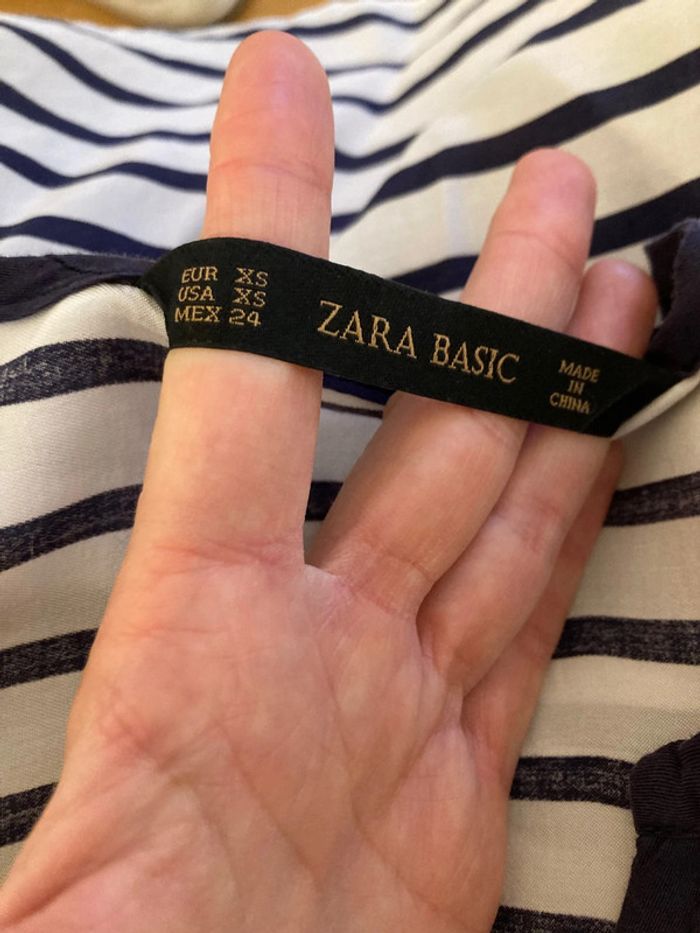 EUR XS
USA XS
MEX 24
ZARA BASIC
MADE
IN
CHINA